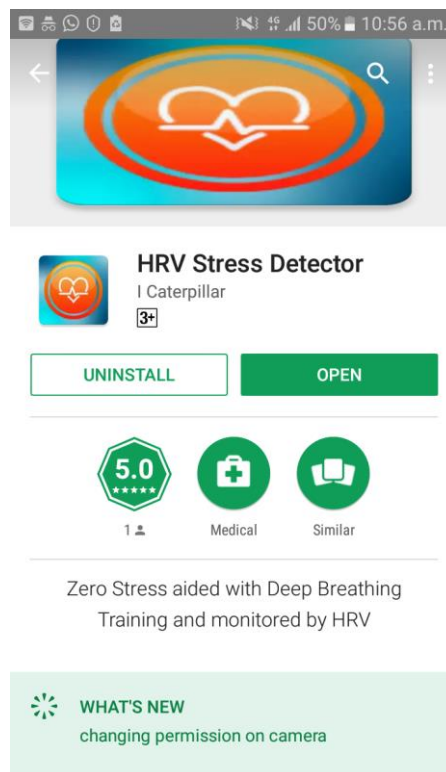 4G 50% 10:56 a.m.
HRV Stress Detector
I Caterpillar
3+
UNINSTALL
OPEN
5.0
1
Medical
Similar
Zero Stress aided with Deep Breathing
Training and monitored by HRV
WHAT'S NEW
changing permission on camera